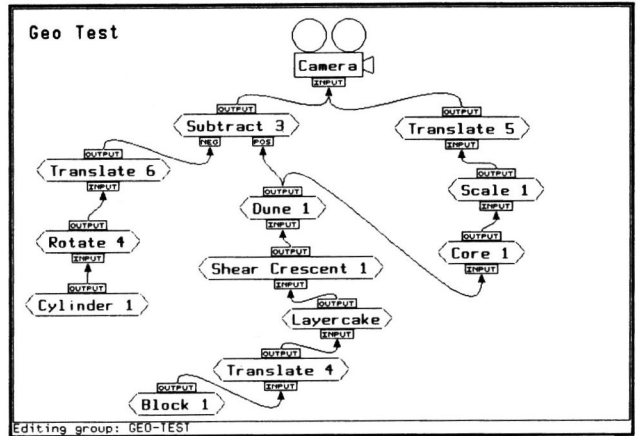 Geo Test
Camera
INPUT
OUTPUT
Subtract 3
NEG POS
OUTPUT
Translate 5
INPUT
OUTPUT
Translate 6
INPUT
OUTPUT
Scale 1
INPUT
OUTPUT
Dune 1
INPUT
OUTPUT
Rotate 4
INPUT
OUTPUT
Core 1
INPUT
OUTPUT
Shear Crescent 1
INPUT
OUTPUT
Cylinder 1
OUTPUT
Layercake
INPUT
OUTPUT
Translate 4
INPUT
OUTPUT
Block 1
Editing group: GEO-TEST